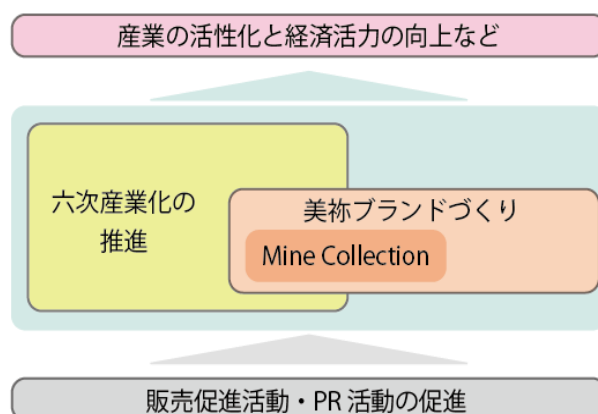 産業の活性化と経済活力の向上など
六次産業化の
推進
美祢ブランドづくり
Mine Collection
販売促進活動・PR 活動の促進